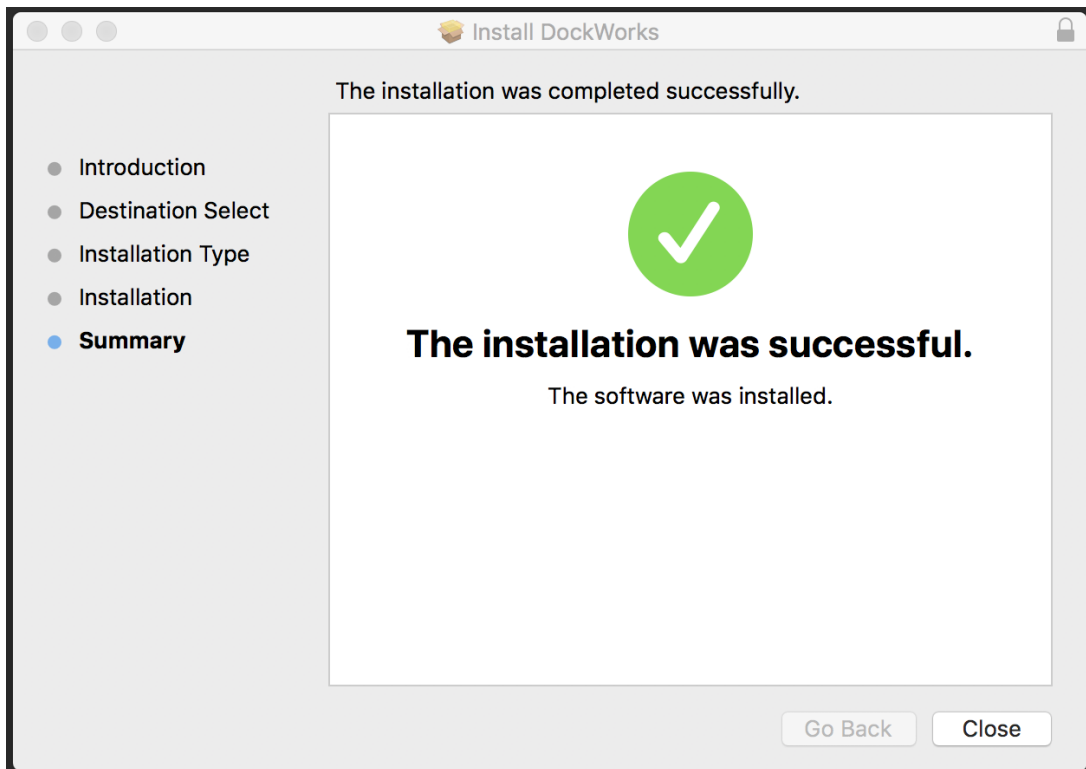 Install DockWorks
The installation was completed successfully.
Introduction
Destination Select
Installation Type
Installation
Summary
The installation was successful.
The software was installed.
Go Back
Close